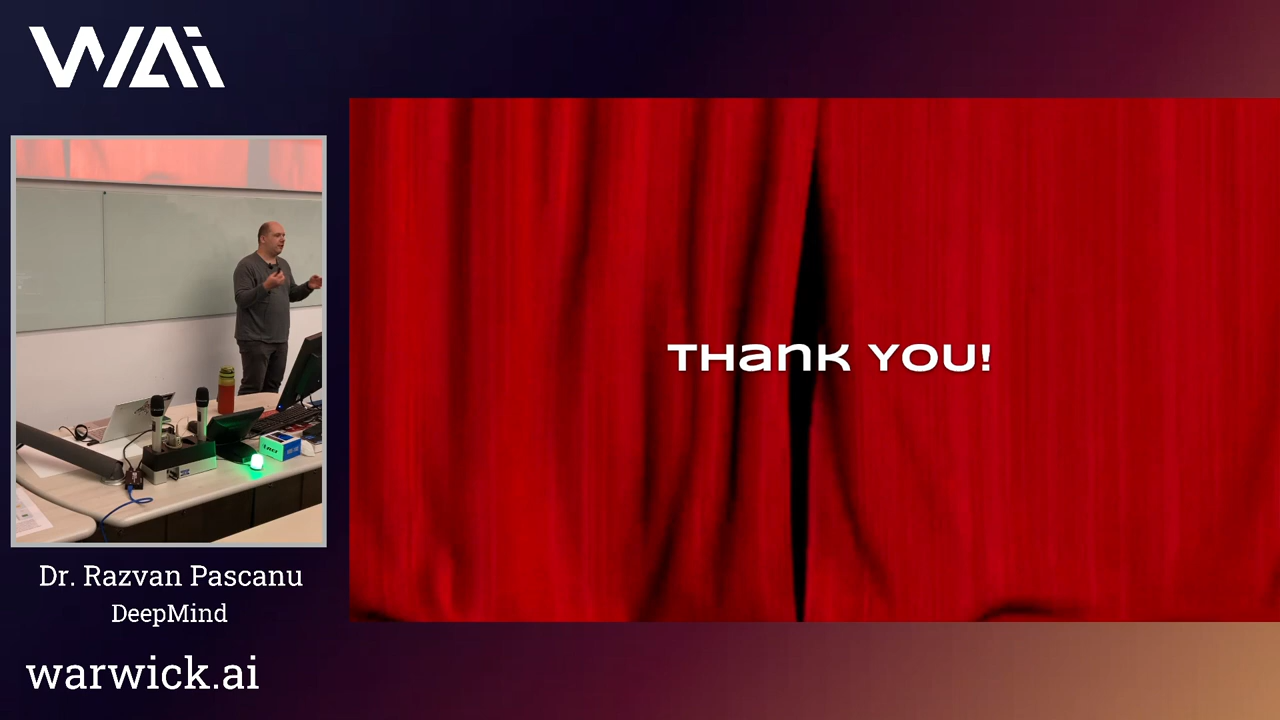 WAi
THANK YOU!
Dr. Razvan Pascanu
DeepMind
warwick.ai